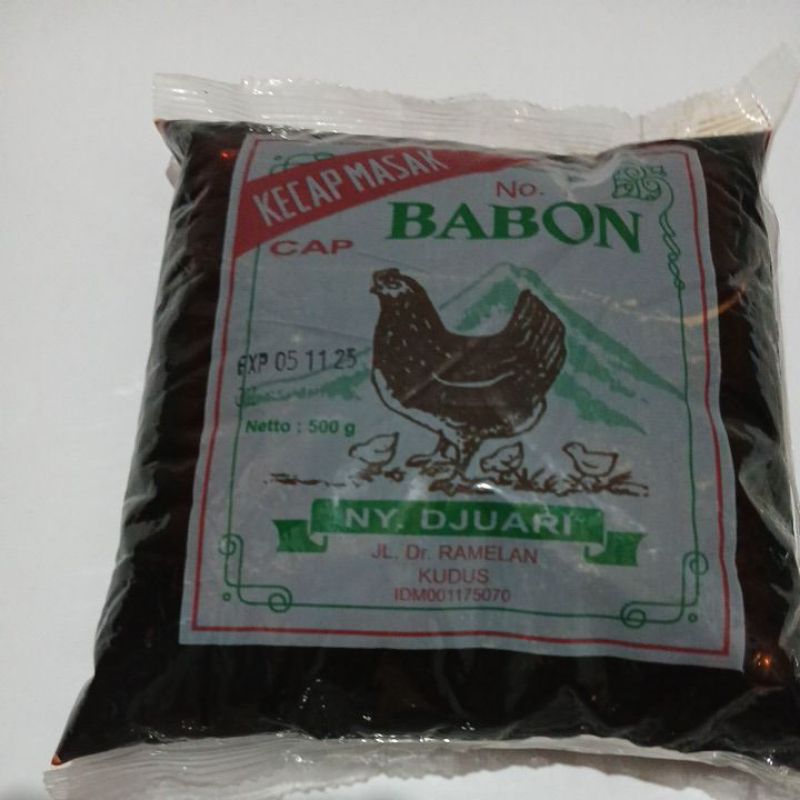 KECAP MASAK
No.
CAP BABON
EXP 05 11 25
Netto : 500 g
NY. DJUARI
JL. Dr. RAMELAN
KUDUS
IDM001175070